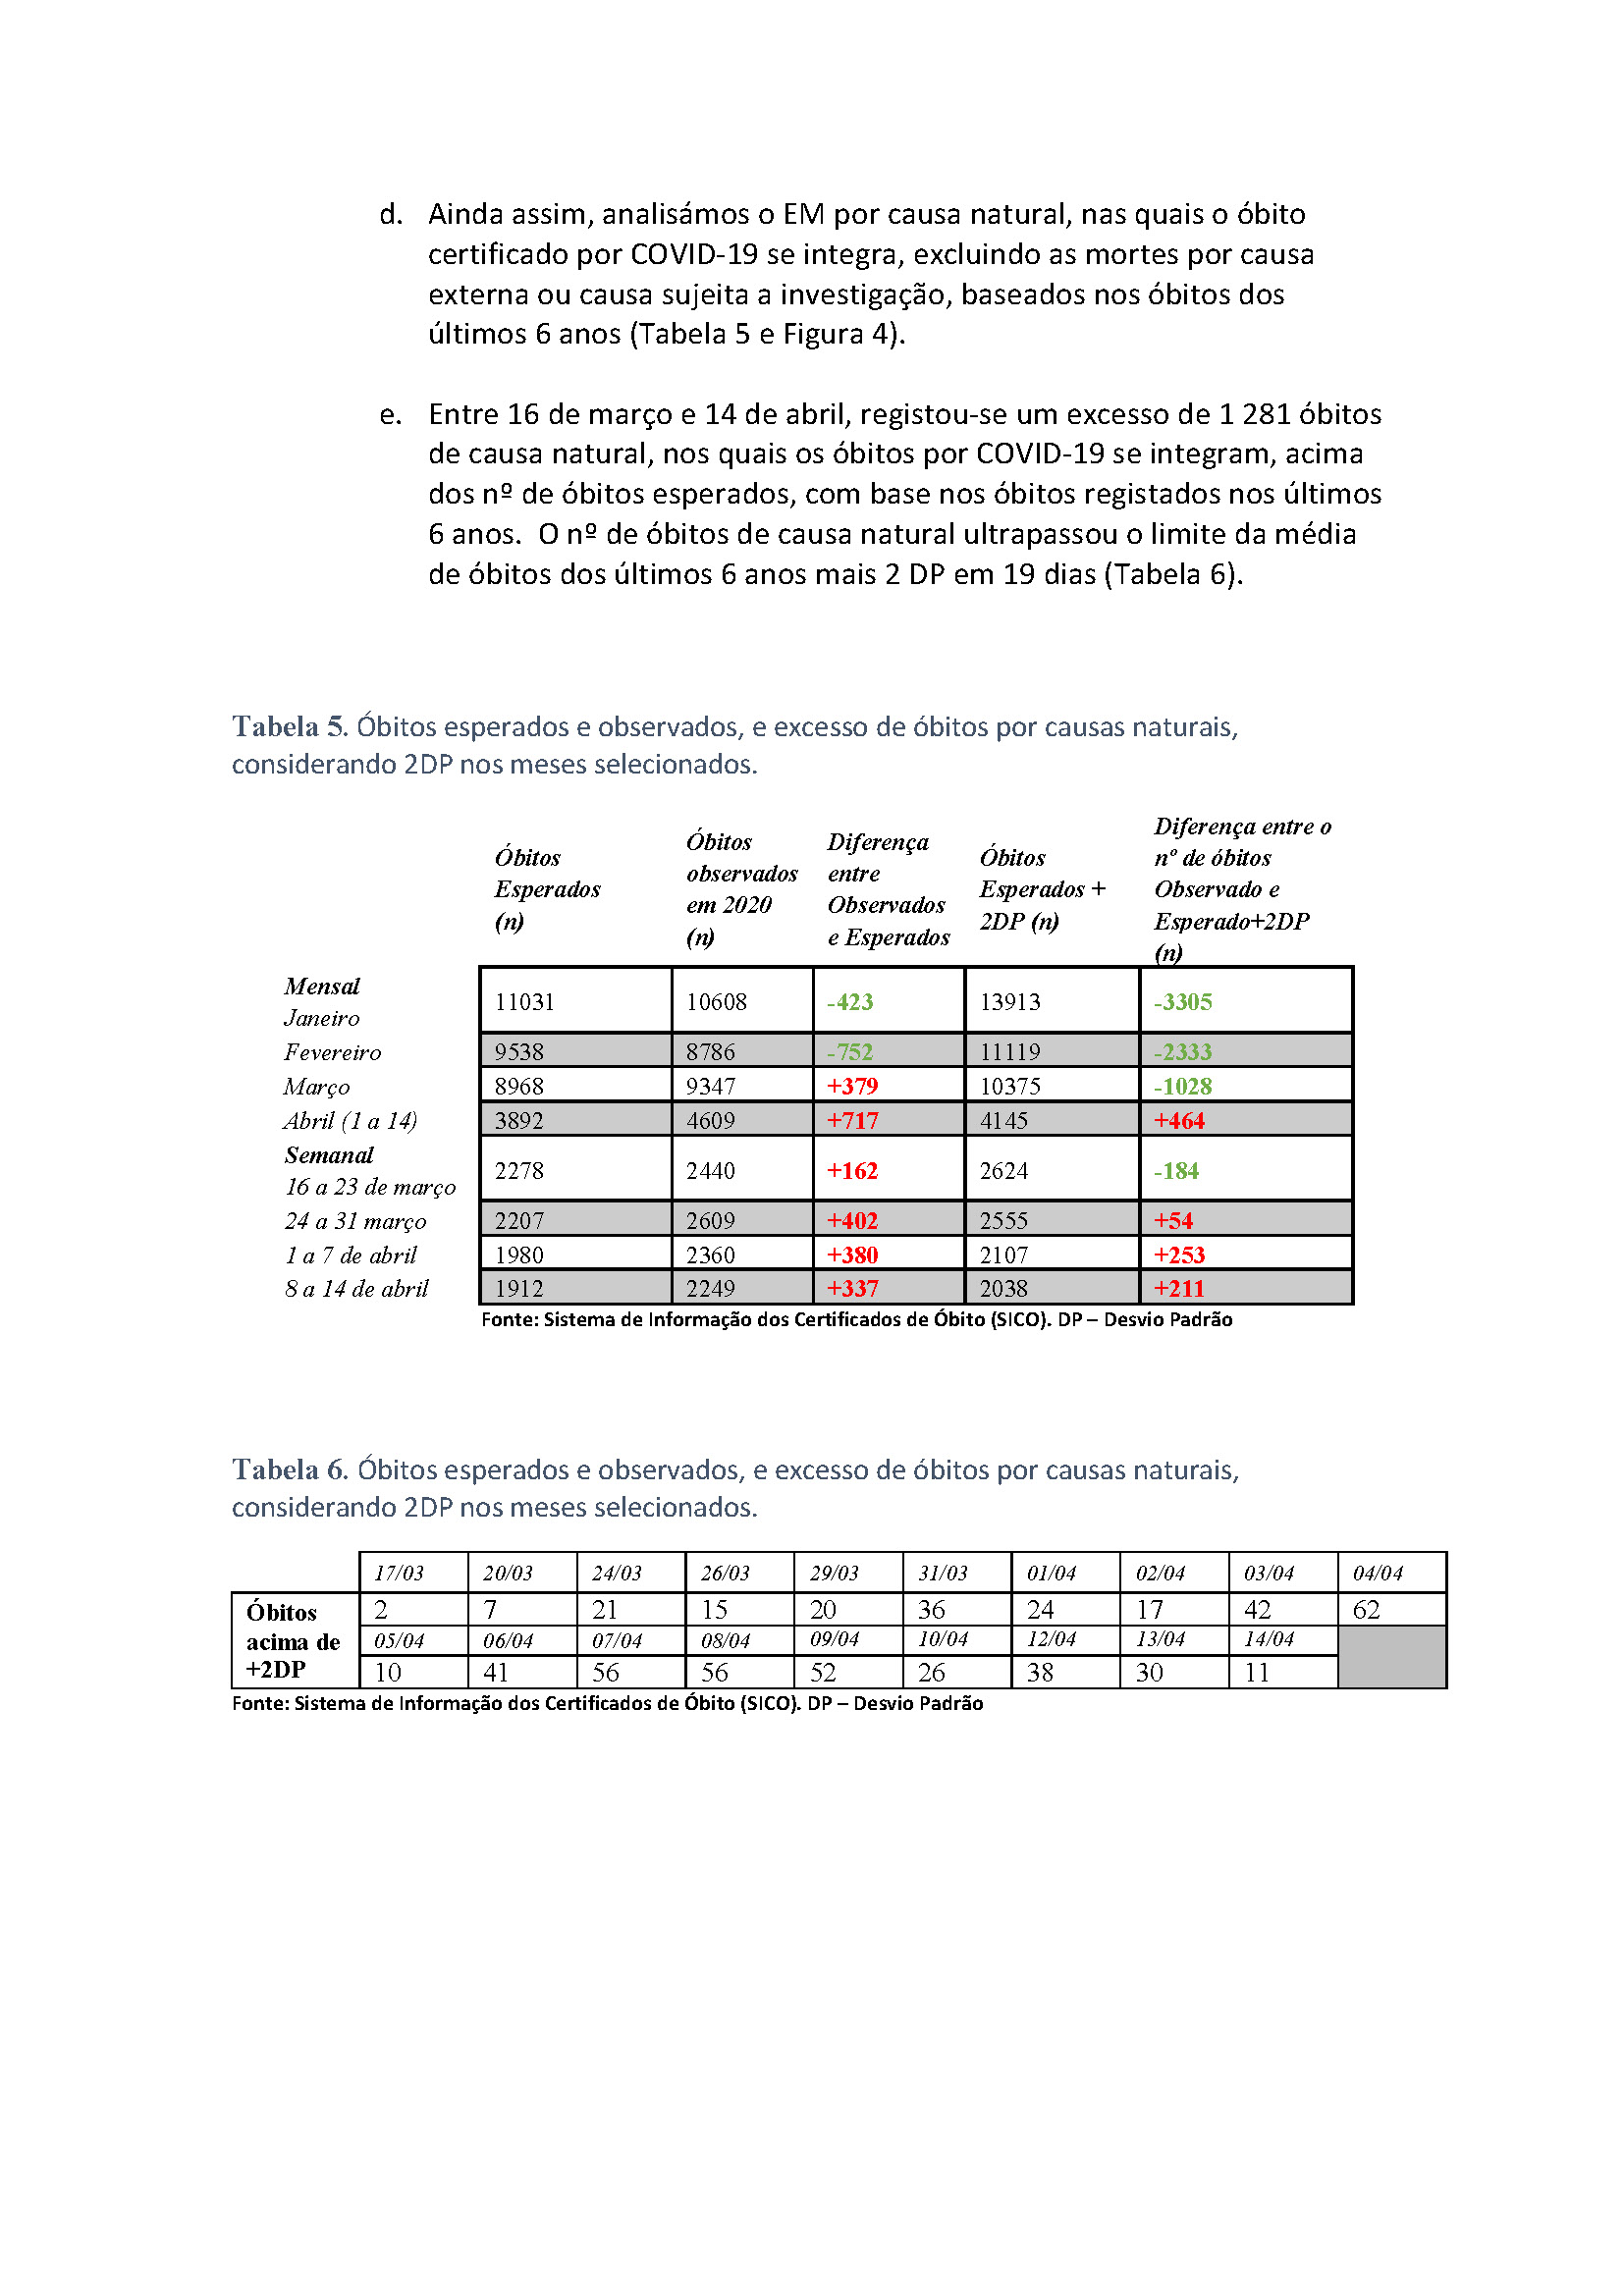 d. Ainda assim, analisámos o EM por causa natural, nas quais o óbito
certificado por COVID-19 se integra, excluindo as mortes por causa
externa ou causa sujeita a investigação, baseados nos óbitos dos
últimos 6 anos (Tabela 5 e Figura 4).
e. Entre 16 de março e 14 de abril, registou-se um excesso de 1 281 óbitos
de causa natural, nos quais os óbitos por COVID-19 se integram, acima
dos nº de óbitos esperados, com base nos óbitos registados nos últimos
6 anos.  O nº de óbitos de causa natural ultrapassou o limite da média
de óbitos dos últimos 6 anos mais 2 DP em 19 dias (Tabela 6).
Tabela 5. Óbitos esperados e observados, e excesso de óbitos por causas naturais,
considerando 2DP nos meses selecionados.
Óbitos
Esperados
(n)
Óbitos
observados
em 2020
(n)
Diferença
entre
Observados
e Esperados
Óbitos
Esperados +
2DP (n)
Diferença entre o
nº de óbitos
Observado e
Esperado+2DP
(n)
Mensal
Janeiro 11031 10608 -423 13913 -3305
Fevereiro 9538 8786 -752 11119 -2333
Março 8968 9347 +379 10375 -1028
Abril (1 a 14) 3892 4609 +717 4145 +464
Semanal
16 a 23 de março 2278 2440 +162 2624 -184
24 a 31 março 2207 2609 +402 2555 +54
1 a 7 de abril 1980 2360 +380 2107 +253
8 a 14 de abril 1912 2249 +337 2038 +211
Fonte: Sistema de Informação dos Certificados de Óbito (SICO). DP – Desvio Padrão
Tabela 6. Óbitos esperados e observados, e excesso de óbitos por causas naturais,
considerando 2DP nos meses selecionados.
17/03 20/03 24/03 26/03 29/03 31/03 01/04 02/04 03/04 04/04
Óbitos
acima de
+2DP
2 7 21 15 20 36 24 17 42 62
05/04 06/04 07/04 08/04 09/04 10/04 12/04 13/04 14/04
10 41 56 56 52 26 38 30 11
Fonte: Sistema de Informação dos Certificados de Óbito (SICO). DP – Desvio Padrão